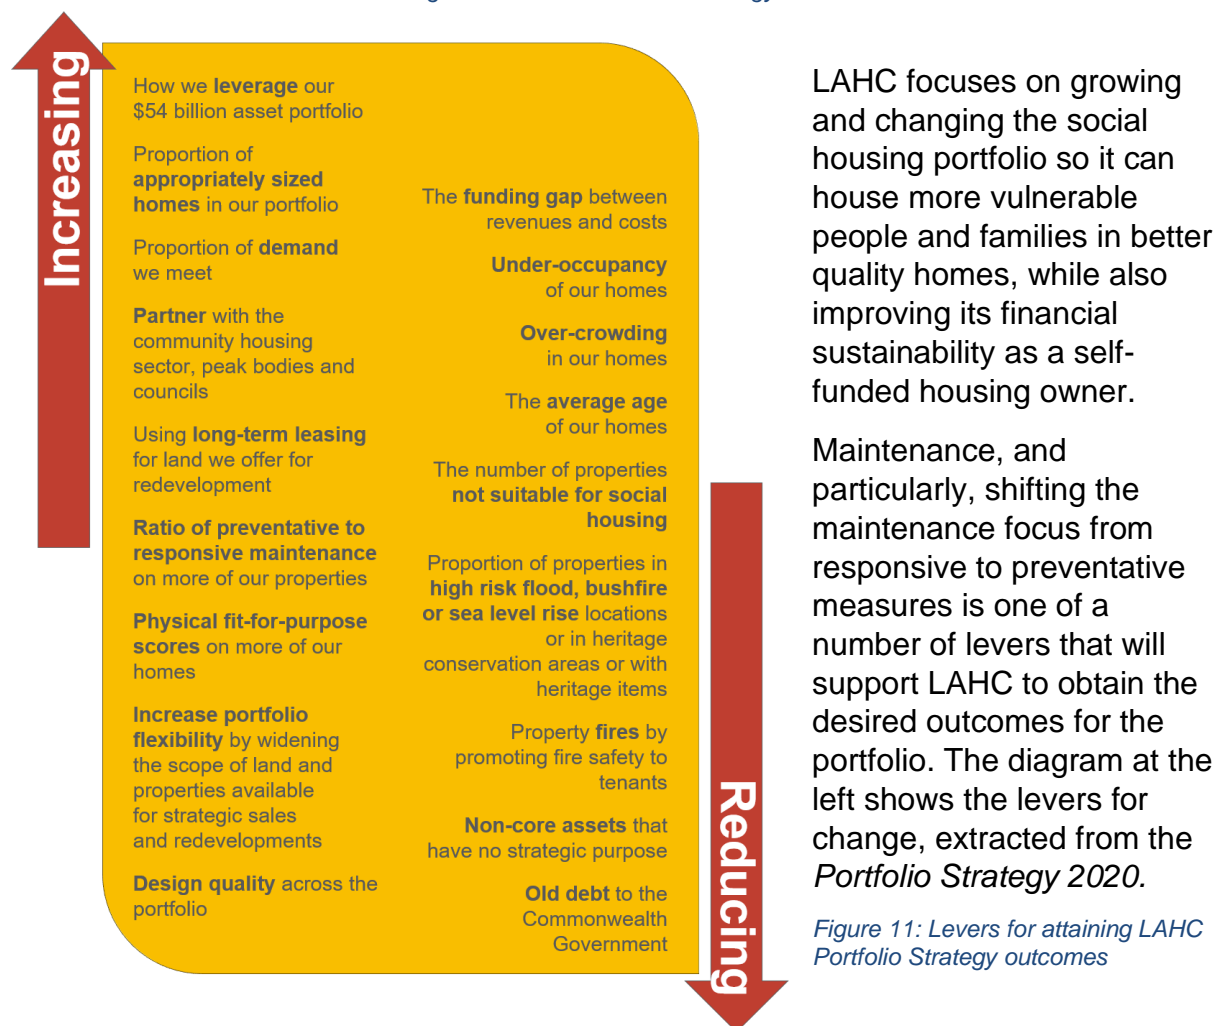 Increasing
How we leverage our
$54 billion asset portfolio
Proportion of
appropriately sized
homes in our portfolio
Proportion of demand
we meet
Partner with the
community housing
sector, peak bodies and
councils
Using long-term leasing
for land we offer for
redevelopment
Ratio of preventative to
responsive maintenance
on more of our properties
Physical fit-for-purpose
scores on more of our
homes
Increase portfolio
flexibility by widening
the scope of land and
properties available
for strategic sales
and redevelopments
Design quality across the
portfolio
The funding gap between
revenues and costs
Under-occupancy
of our homes
Over-crowding
in our homes
The average age
of our homes
The number of properties
not suitable for social
housing
Proportion of properties in
high risk flood, bushfire
or sea level rise locations
or in heritage
conservation areas or with
heritage items
Property fires by
promoting fire safety to
tenants
Non-core assets that
have no strategic purpose
Old debt to the
Commonwealth
Government
Reducing
LAHC focuses on growing
and changing the social
housing portfolio so it can
house more vulnerable
people and families in better
quality homes, while also
improving its financial
sustainability as a self-
funded housing owner.
Maintenance, and
particularly, shifting the
maintenance focus from
responsive to preventative
measures is one of a
number of levers that will
support LAHC to obtain the
desired outcomes for the
portfolio. The diagram at the
left shows the levers for
change, extracted from the
Portfolio Strategy 2020.
Figure 11: Levers for attaining LAHC
Portfolio Strategy outcomes